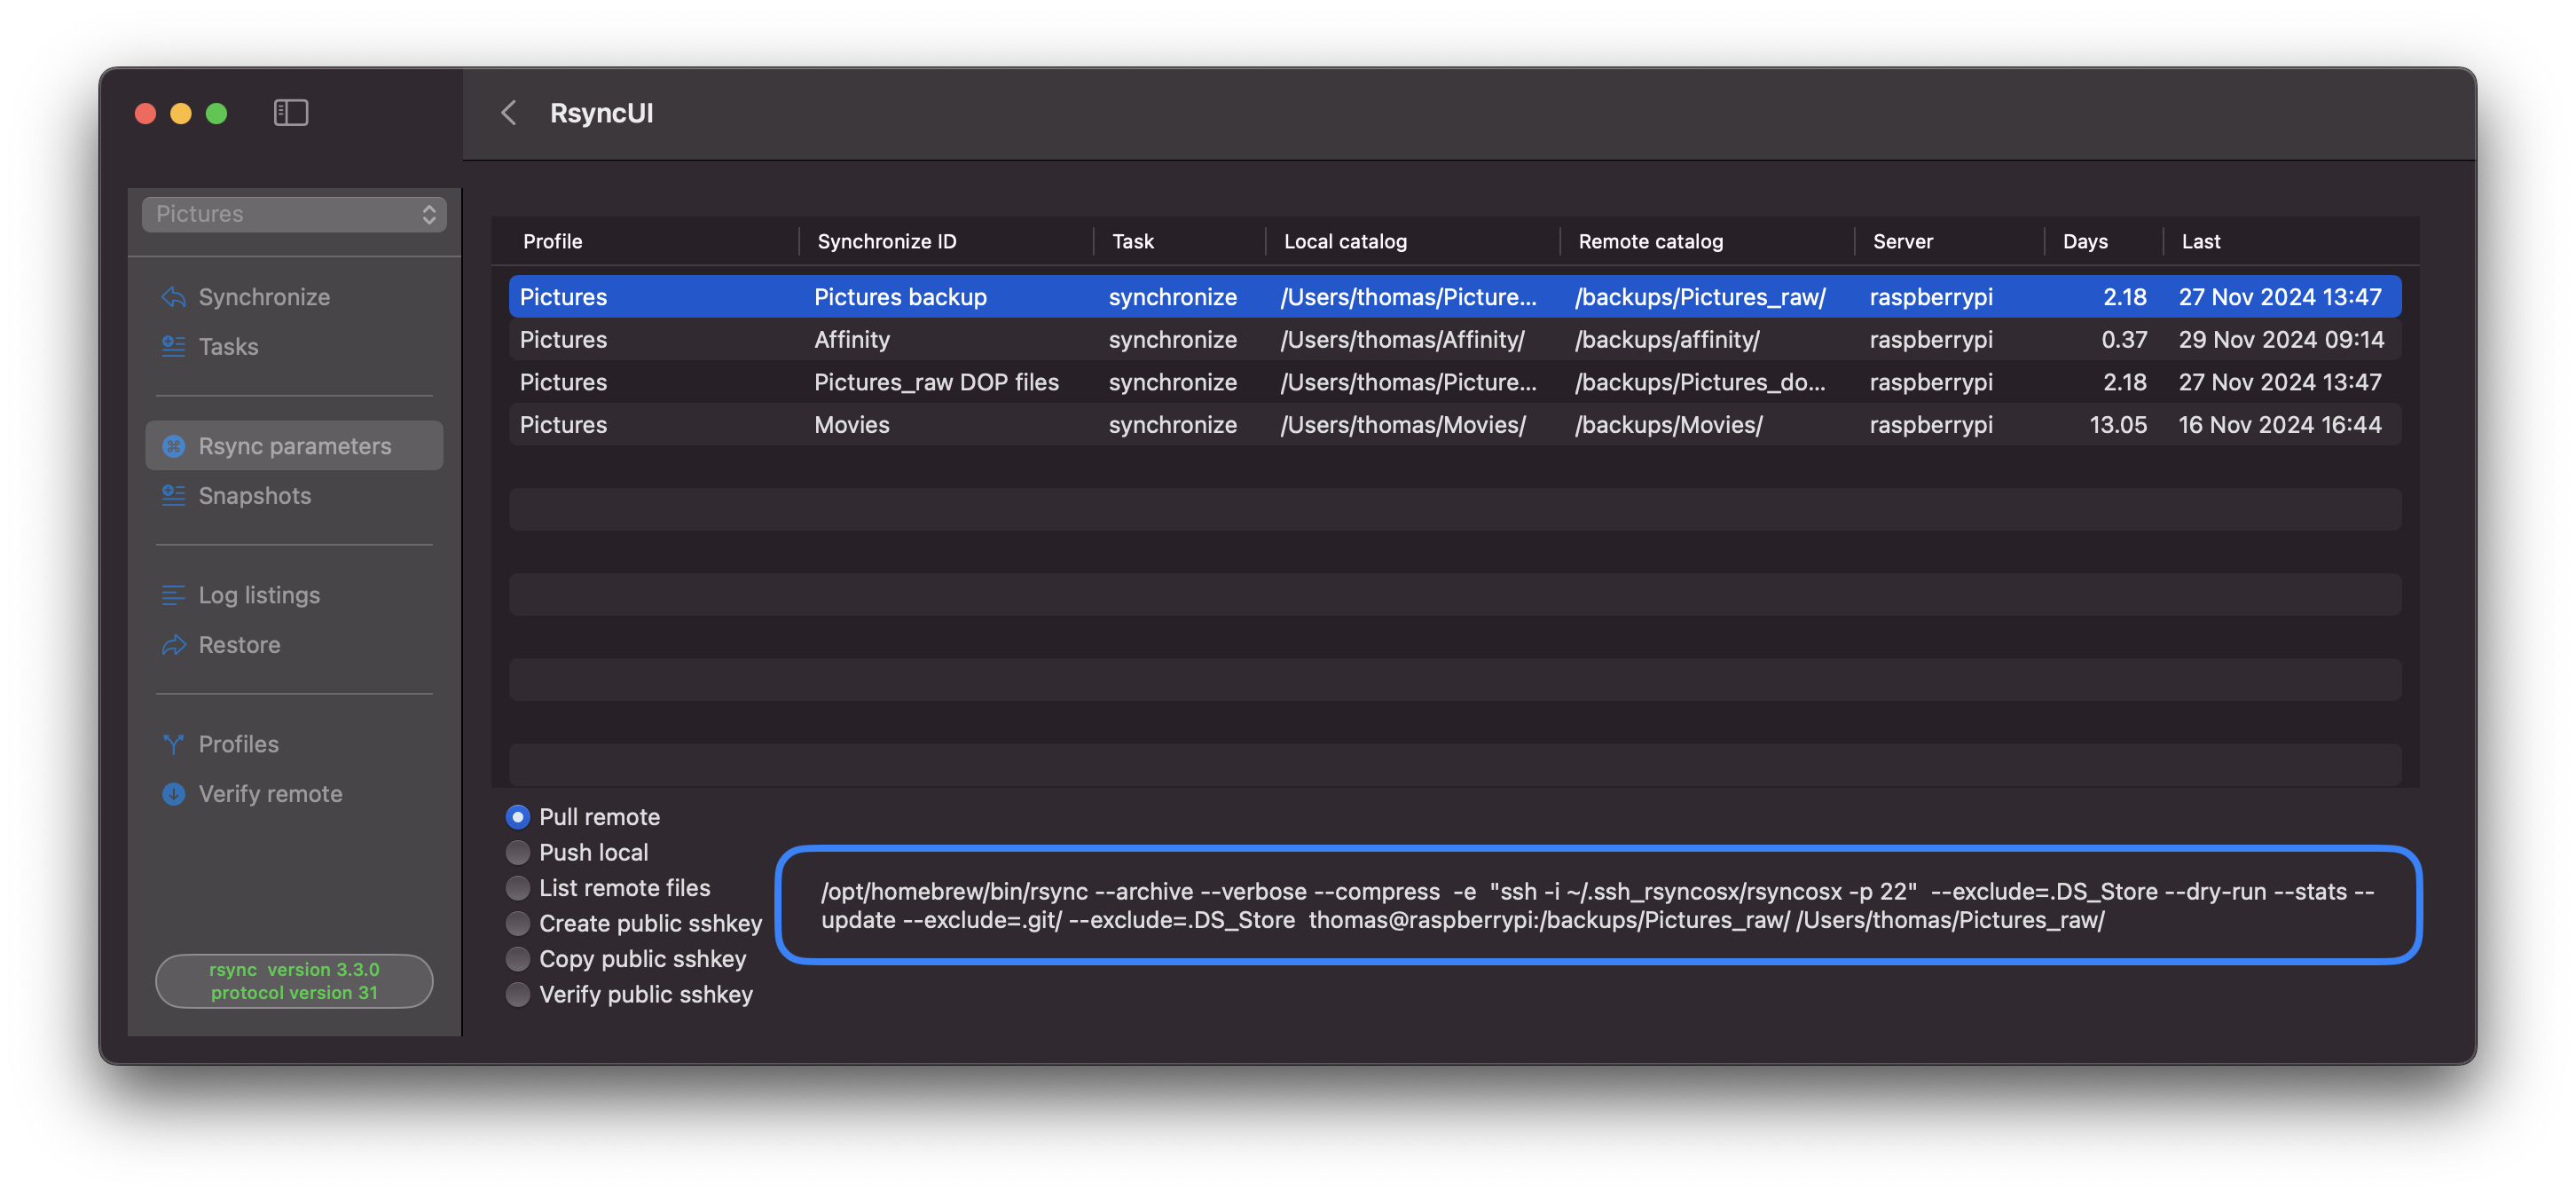 RsyncUI
Pictures
Synchronize
Tasks
Rsync parameters
Snapshots
Log listings
Restore
Profiles
Verify remote
rsync  version 3.3.0
protocol version 31
Profile Synchronize ID Task Local catalog Remote catalog Server Days Last
Pictures Pictures backup synchronize /Users/thomas/Picture... /backups/Pictures_raw/ raspberrypi 2.18 27 Nov 2024 13:47
Pictures Affinity synchronize /Users/thomas/Affinity/ /backups/affinity/ raspberrypi 0.37 29 Nov 2024 09:14
Pictures Pictures_raw DOP files synchronize /Users/thomas/Picture... /backups/Pictures_do... raspberrypi 2.18 27 Nov 2024 13:47
Pictures Movies synchronize /Users/thomas/Movies/ /backups/Movies/ raspberrypi 13.05 16 Nov 2024 16:44
Pull remote
Push local
List remote files
Create public sshkey
Copy public sshkey
Verify public sshkey
/opt/homebrew/bin/rsync --archive --verbose --compress  -e  "ssh -i ~/.ssh_rsyncosx/rsyncosx -p 22"  --exclude=.DS_Store --dry-run --stats --
update --exclude=.git/ --exclude=.DS_Store  thomas@raspberrypi:/backups/Pictures_raw/ /Users/thomas/Pictures_raw/